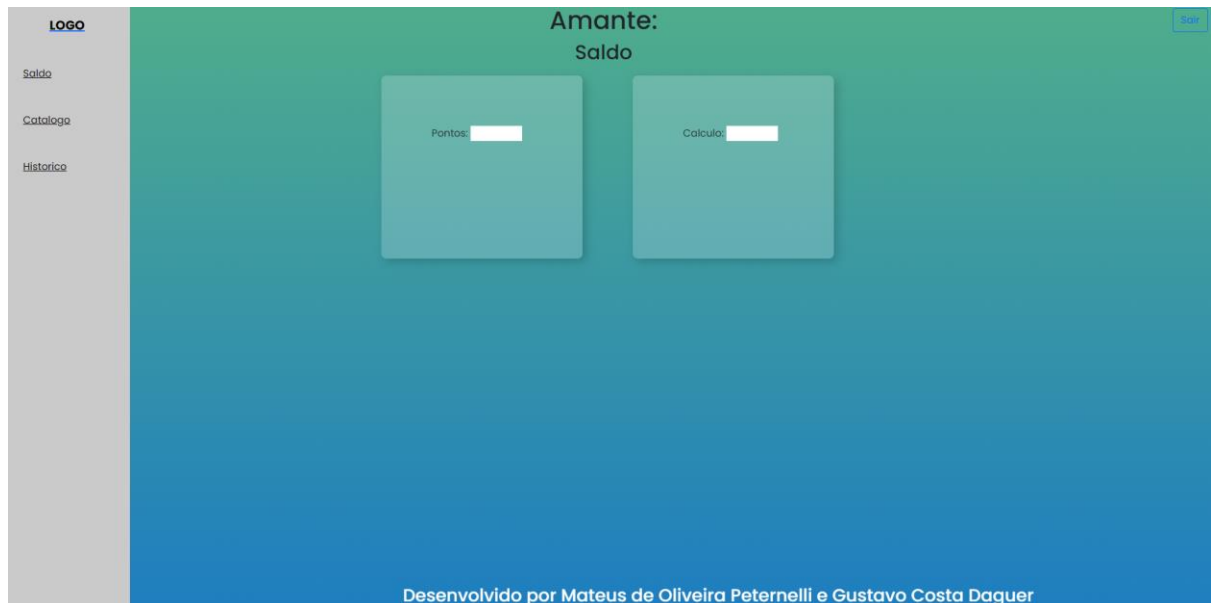 LOGO
Saldo
Catalogo
Historico
Amante:
Sair
Saldo
Pontos:
Calculo:
Desenvolvido por Mateus de Oliveira Peternelli e Gustavo Costa Daguer